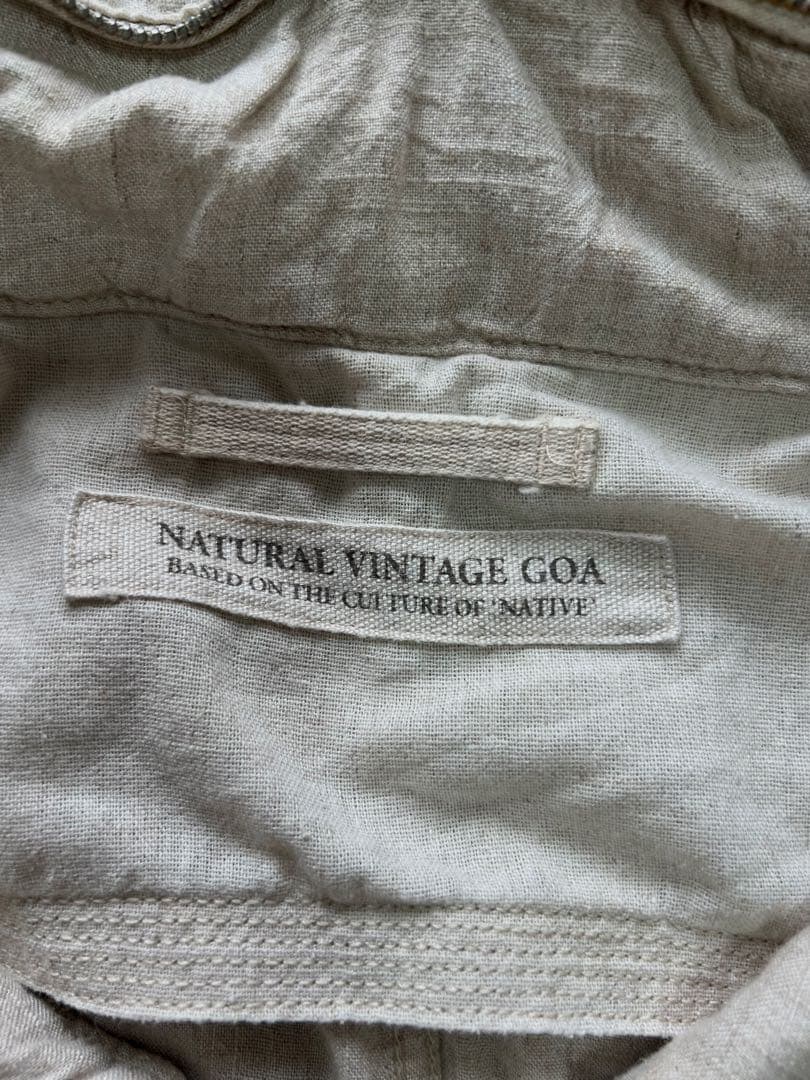 NATURAL VINTAGE GOA
BASED ON THE CULTURE OF 'NATIVE'